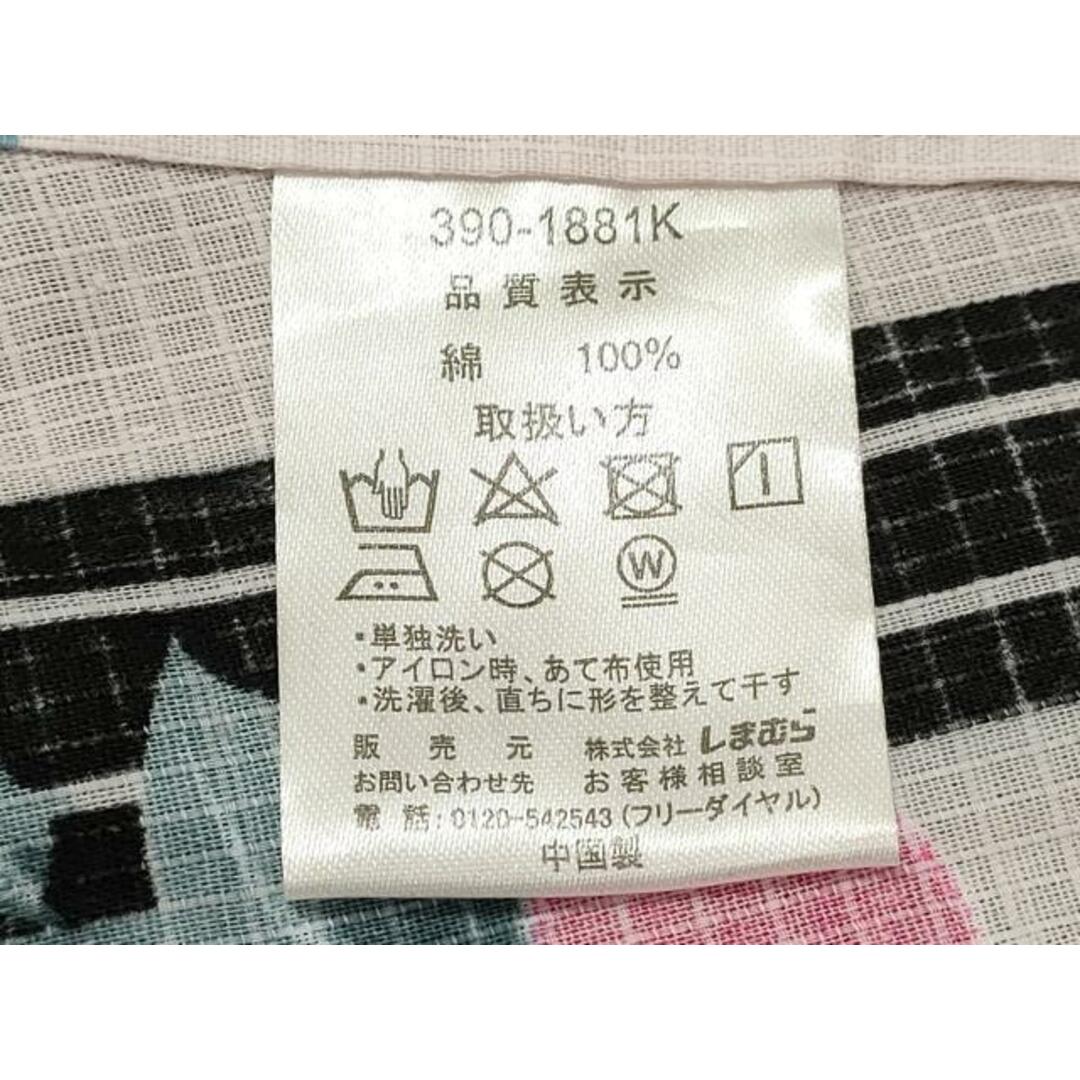 390-1881K
品質表示
綿 100%
取扱い方
W
・単独洗い
・アイロン時、あて布使用
・洗濯後、直ちに形を整えて干す
販売元 株式会社 しまむら
お問い合わせ先 お客様相談室
電話:0120-542543(フリーダイヤル)
中国製